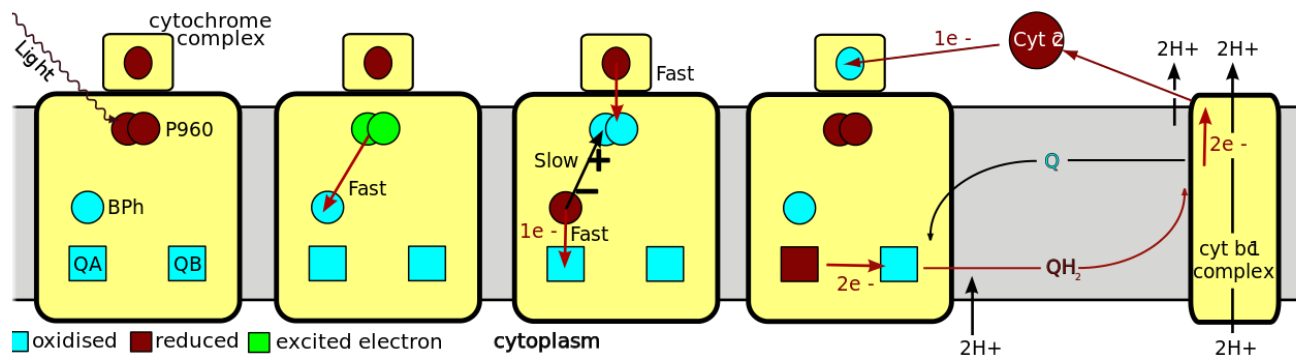 Light
cytochrome
complex
P960
BPh
QA
QB
Fast
Fast
Slow
+
−
1e -
Fast
1e -
Cyt c2
2H+
2H+
2e -
Q
QH2
2e -
cyt bc1
complex
2H+
2H+
oxidised
reduced
excited electron
cytoplasm